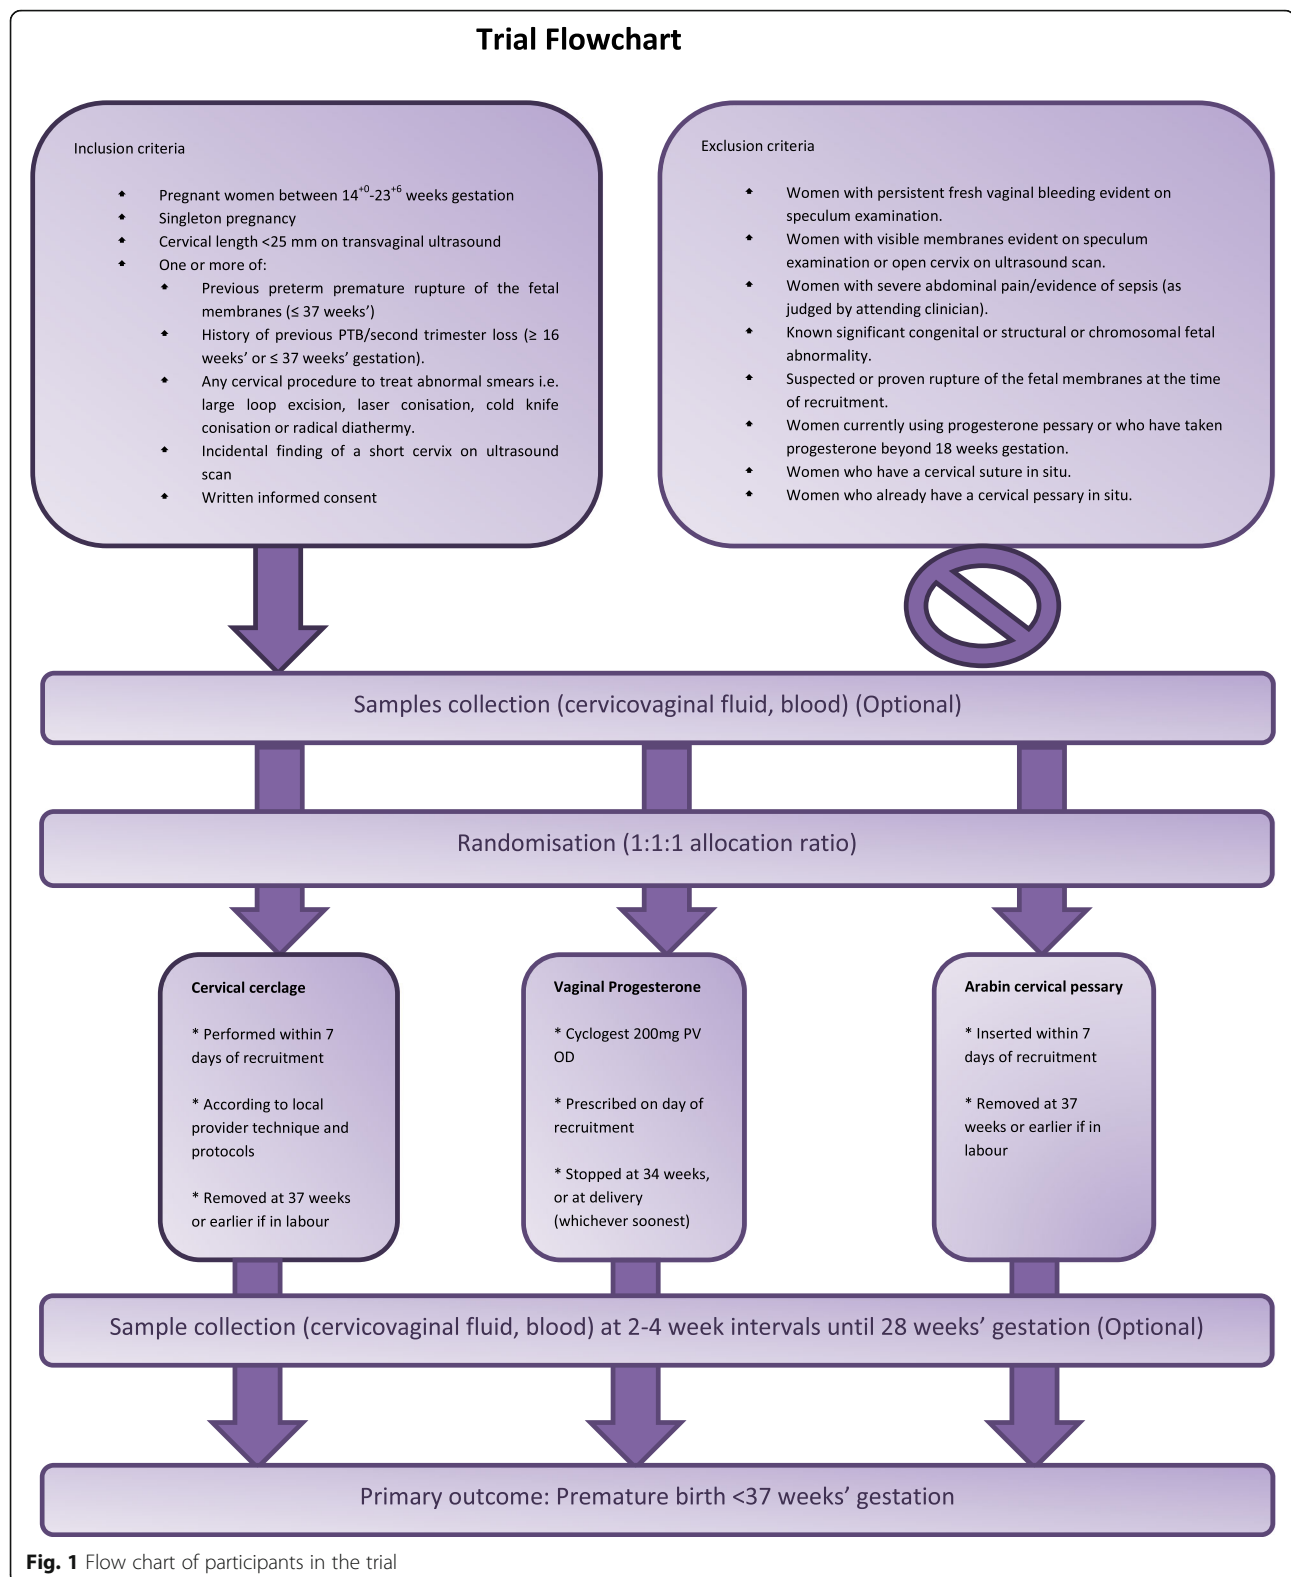 Trial Flowchart
Inclusion criteria
Pregnant women between 14+0-23+6 weeks gestation
Singleton pregnancy
Cervical length <25 mm on transvaginal ultrasound
One or more of:
Previous preterm premature rupture of the fetal
membranes (≤ 37 weeks’)
History of previous PTB/second trimester loss (≥ 16
weeks’ or ≤ 37 weeks’ gestation).
Any cervical procedure to treat abnormal smears i.e.
large loop excision, laser conisation, cold knife
conisation or radical diathermy.
Incidental finding of a short cervix on ultrasound
scan
Written informed consent
Exclusion criteria
Women with persistent fresh vaginal bleeding evident on
speculum examination.
Women with visible membranes evident on speculum
examination or open cervix on ultrasound scan.
Women with severe abdominal pain/evidence of sepsis (as
judged by attending clinician).
Known significant congenital or structural or chromosomal fetal
abnormality.
Suspected or proven rupture of the fetal membranes at the time
of recruitment.
Women currently using progesterone pessary or who have taken
progesterone beyond 18 weeks gestation.
Women who have a cervical suture in situ.
Women who already have a cervical pessary in situ.
Samples collection (cervicovaginal fluid, blood) (Optional)
Randomisation (1:1:1 allocation ratio)
Cervical cerclage
* Performed within 7
days of recruitment
* According to local
provider technique and
protocols
* Removed at 37 weeks
or earlier if in labour
Vaginal Progesterone
* Cyclogest 200mg PV
OD
* Prescribed on day of
recruitment
* Stopped at 34 weeks,
or at delivery
(whichever soonest)
Arabin cervical pessary
* Inserted within 7
days of recruitment
* Removed at 37
weeks or earlier if in
labour
Sample collection (cervicovaginal fluid, blood) at 2-4 week intervals until 28 weeks’ gestation (Optional)
Primary outcome: Premature birth <37 weeks’ gestation
Fig. 1 Flow chart of participants in the trial